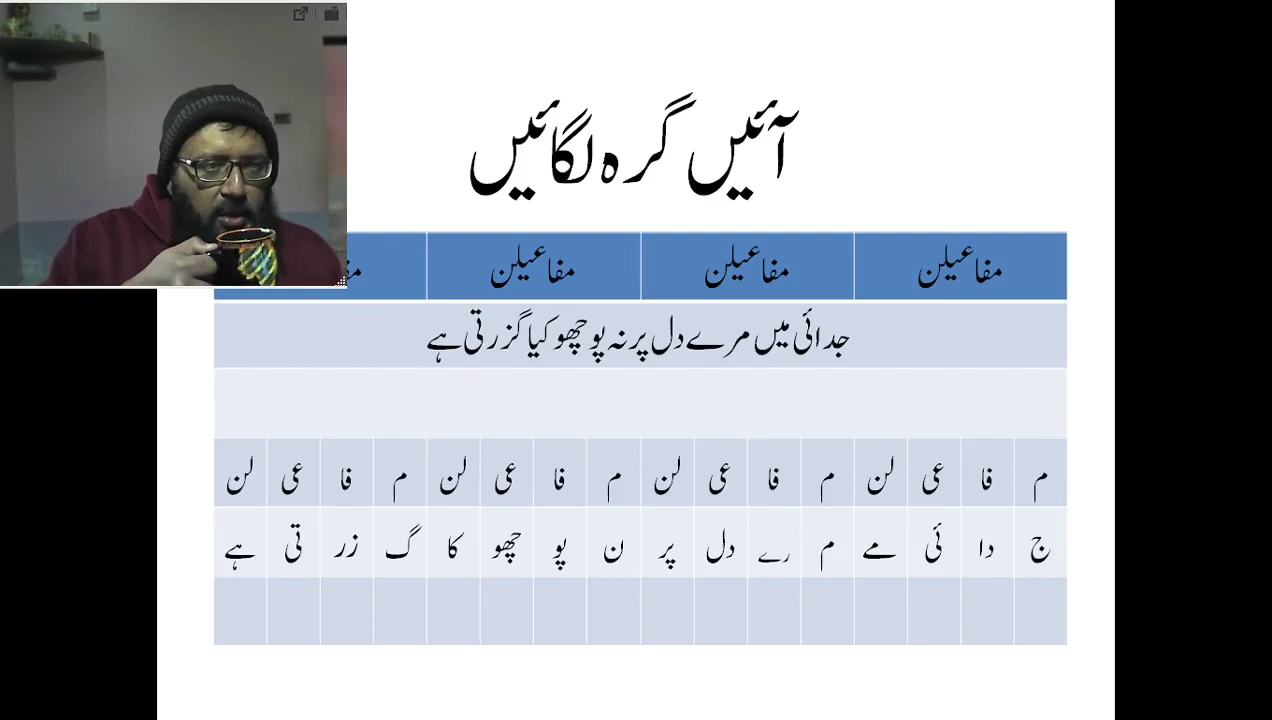 آئیں گرہ لگائیں
مفاعیلن مفاعیلن مفاعیلن
جدائی میں مرے دل پر نہ پوچھو کیا گزرتی ہے
م فا عی لن م فا عی لن م فا عی لن م فا عی لن
ج دا ئی مے م رے دل پر ن پو چھو کا گ زر تی ہے